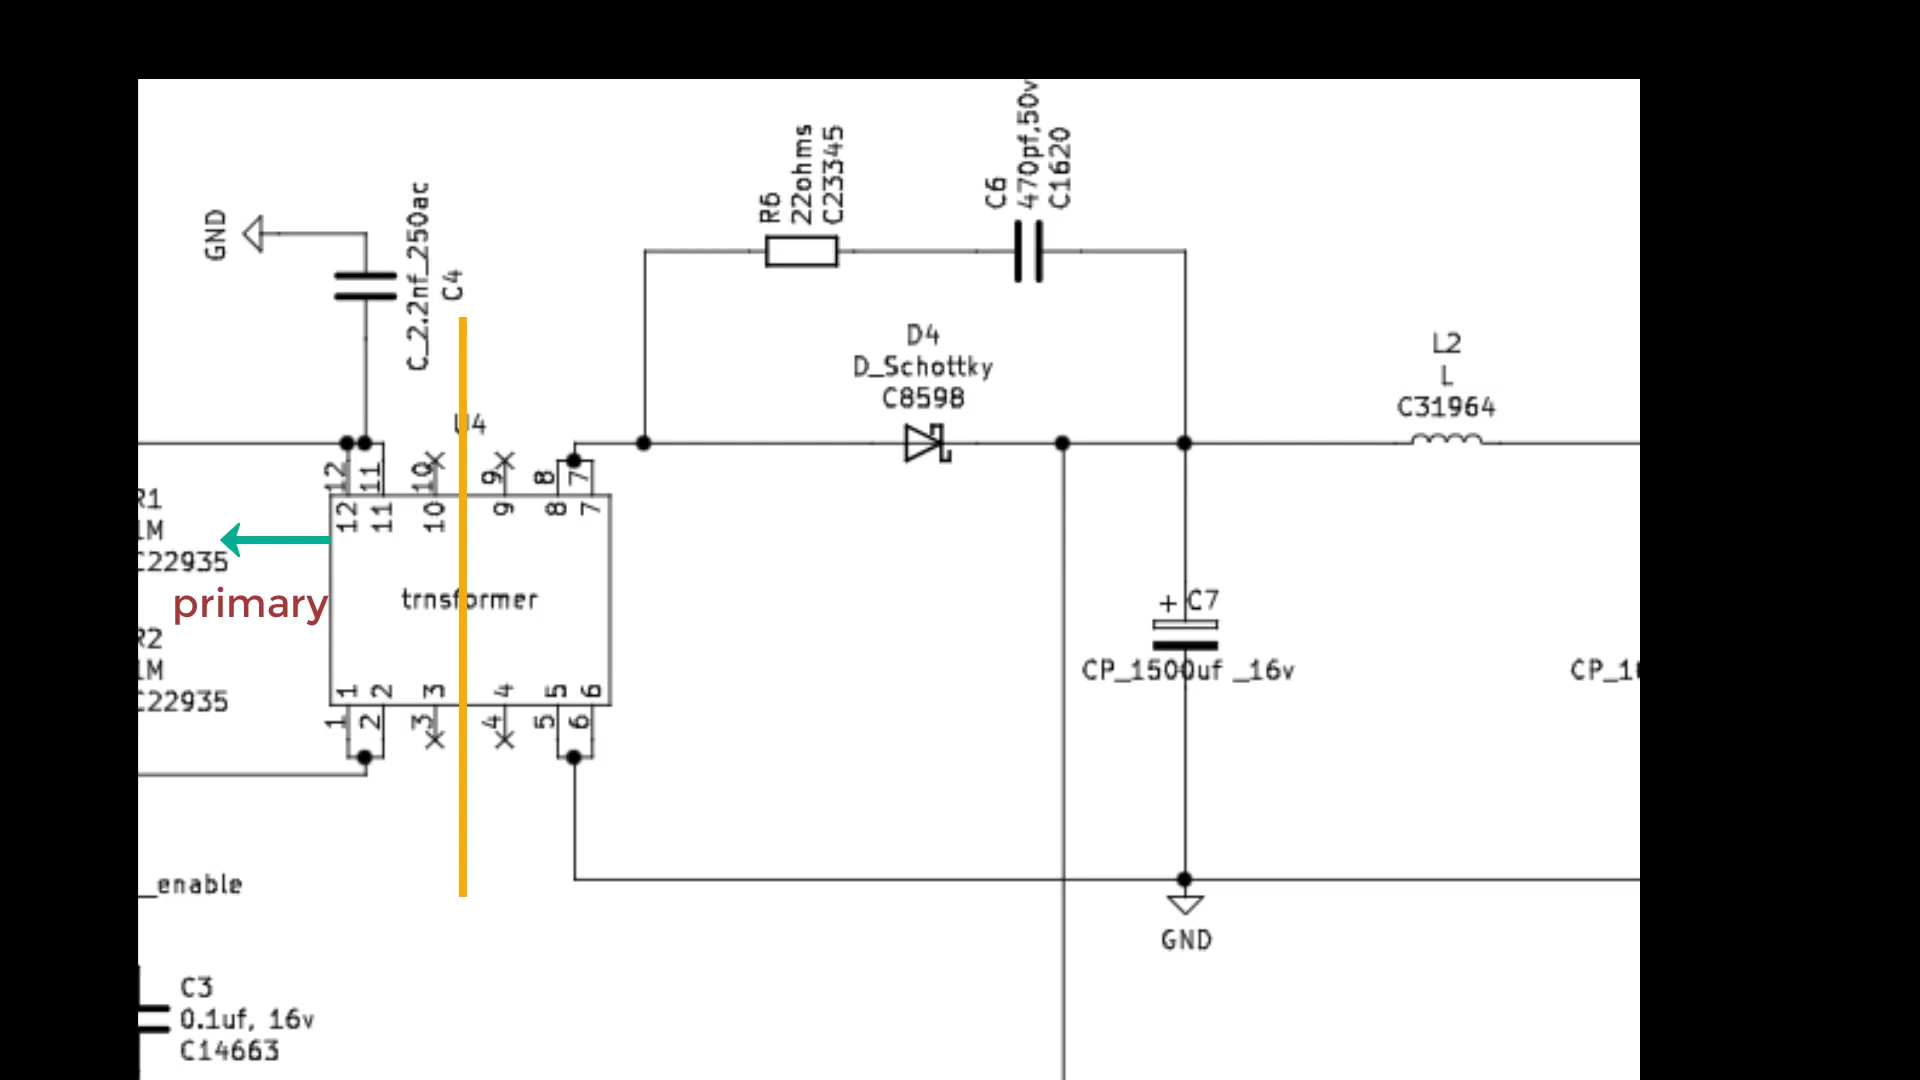 GND
C_2.2nf_250ac
C4
R6
22ohms
C23345
C6
470pf,50v
C1620
D4
D_Schottky
C8598
L2
L
C31964
U4
12
11
10
9
8
7
12
11
10
9
8
7
R1
1M
C22935
primary
trnsformer
R2
1M
C22935
1
2
3
4
5
6
1
2
3
4
5
6
+ C7
CP_1500uf _16v
_enable
GND
C3
0.1uf, 16v
C14663